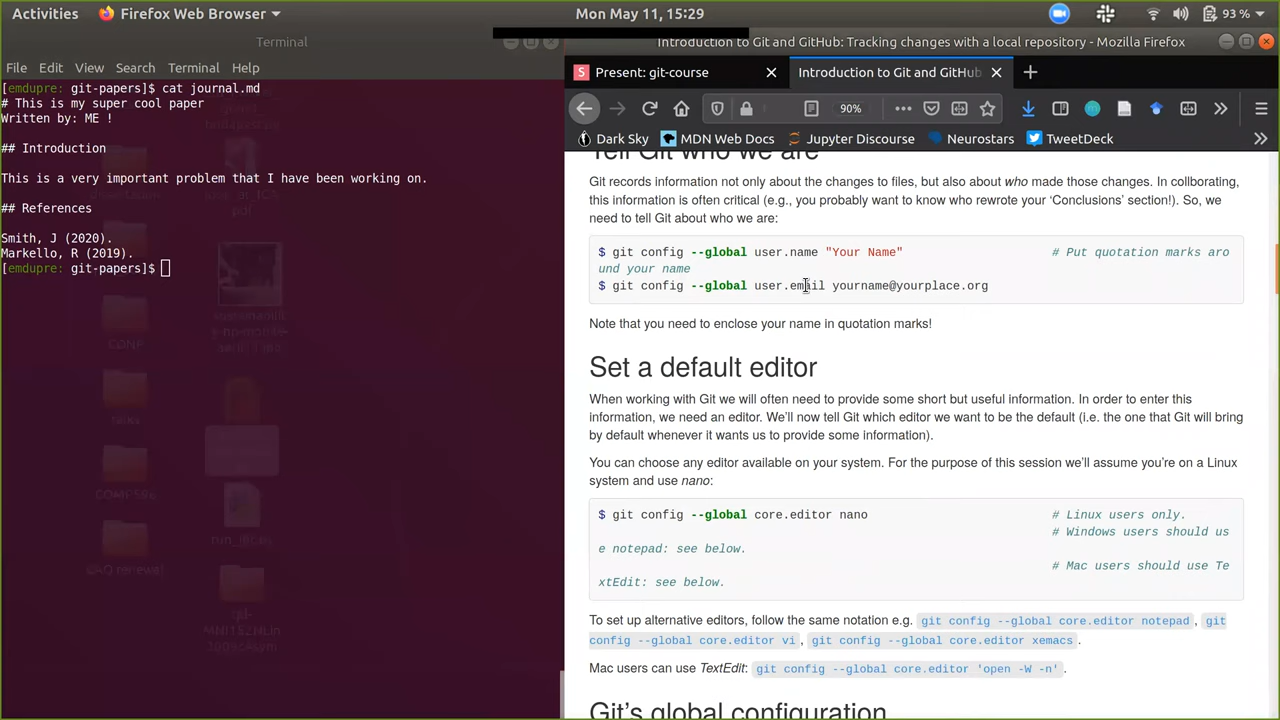 Activities Firefox Web Browser Mon May 11, 15:29 93 %
Terminal
File Edit View Search Terminal Help
[emdupre: git-papers]$ cat journal.md
# This is my super cool paper
Written by: ME !
## Introduction
This is a very important problem that I have been working on.
## References
Smith, J (2020).
Markello, R (2019).
[emdupre: git-papers]$
Introduction to Git and GitHub: Tracking changes with a local repository - Mozilla Firefox
Present: git-course Introduction to Git and GitHub
90%
Dark Sky MDN Web Docs Jupyter Discourse Neurostars TweetDeck
Tell Git who we are
Git records information not only about the changes to files, but also about who made those changes. In collborating,
this information is often critical (e.g., you probably want to know who rewrote your ‘Conclusions’ section!). So, we
need to tell Git about who we are:
$ git config --global user.name "Your Name" # Put quotation marks aro
und your name
$ git config --global user.email yourname@yourplace.org
Note that you need to enclose your name in quotation marks!
Set a default editor
When working with Git we will often need to provide some short but useful information. In order to enter this
information, we need an editor. We’ll now tell Git which editor we want to be the default (i.e. the one that Git will bring
by default whenever it wants us to provide some information).
You can choose any editor available on your system. For the purpose of this session we’ll assume you’re on a Linux
system and use nano:
$ git config --global core.editor nano # Linux users only.
# Windows users should us
e notepad: see below.
# Mac users should use Te
xtEdit: see below.
To set up alternative editors, follow the same notation e.g. git config --global core.editor notepad, git
config --global core.editor vi, git config --global core.editor xemacs.
Mac users can use TextEdit: git config --global core.editor 'open -W -n'.
Git’s global configuration